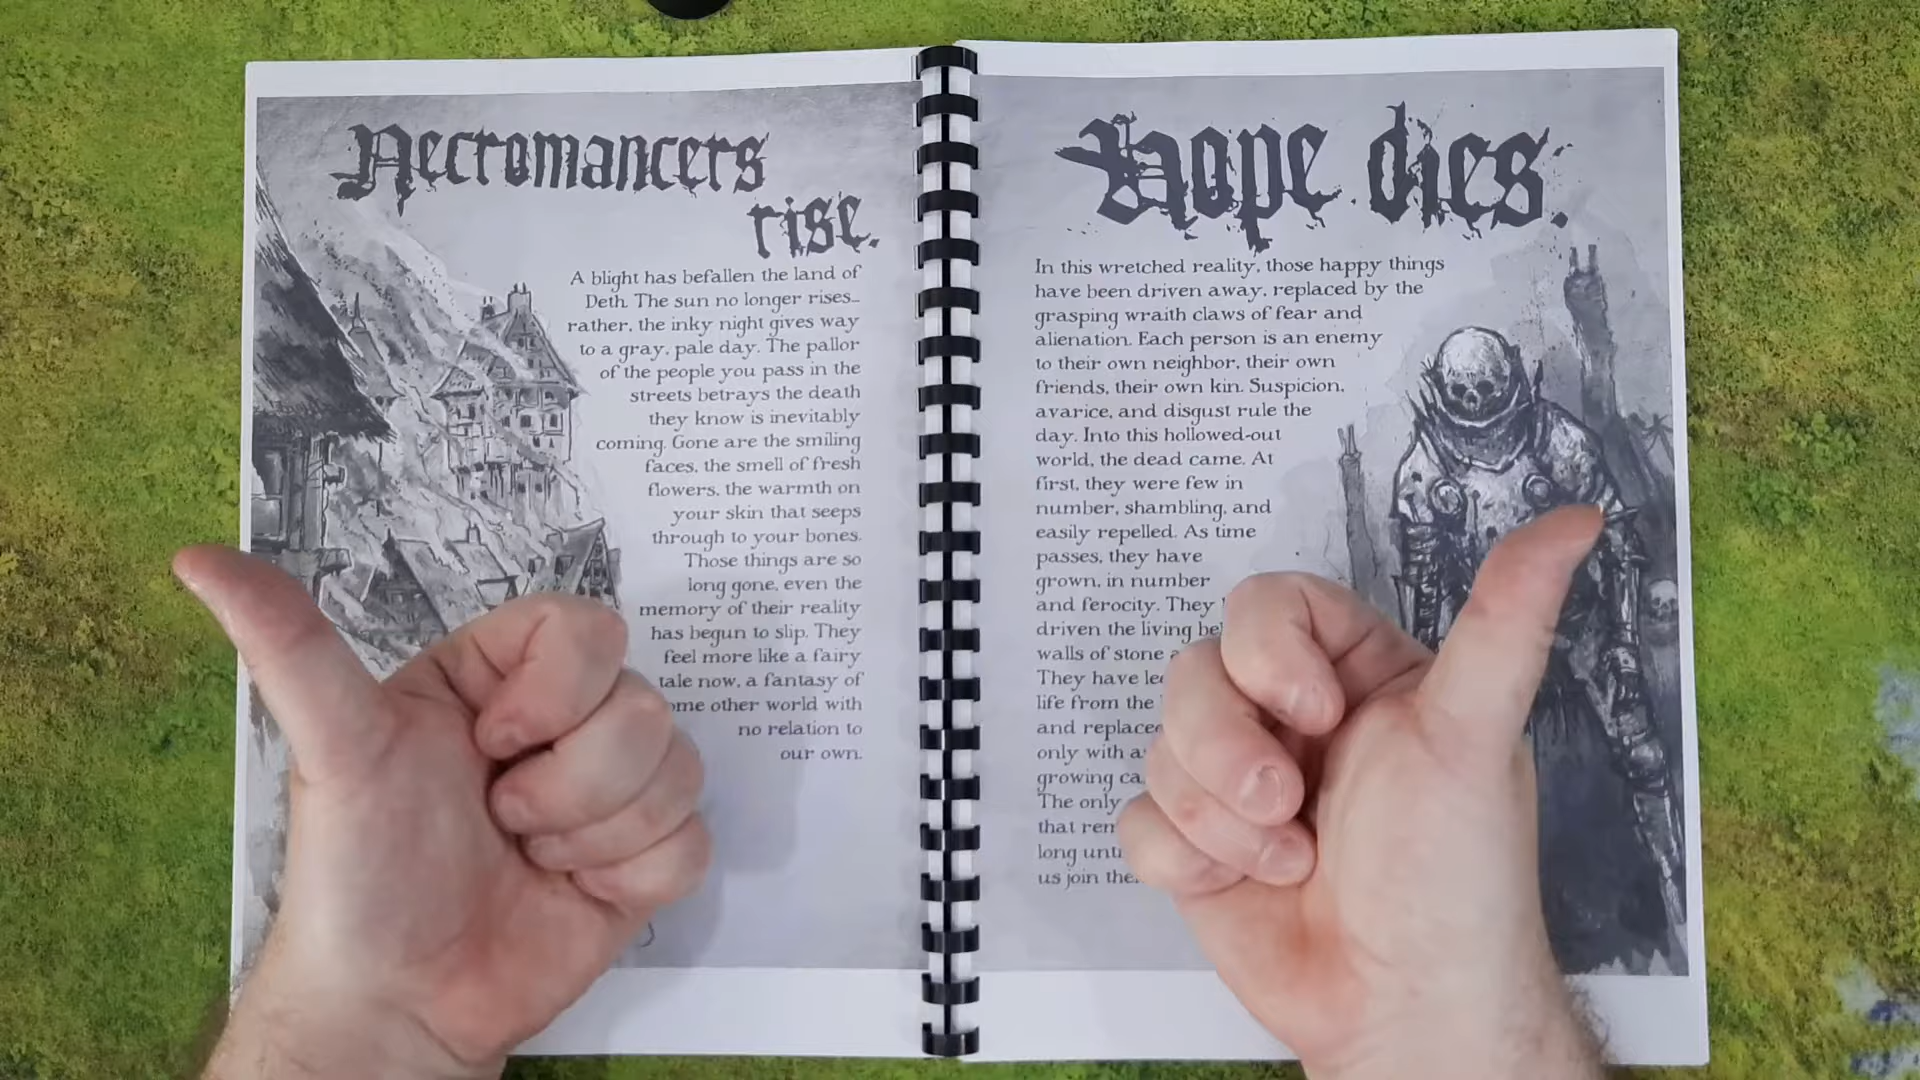 Necromancers
rise.
A blight has befallen the land of
Deth. The sun no longer rises—
rather, the inky night gives way
to a gray, pale day. The pallor
of the people you pass in the
streets betrays the death
they know is inevitably
coming. Gone are the smiling
faces, the smell of fresh
flowers, the warmth on
your skin that seeps
through to your bones.
Those things are so
long gone, even the
memory of their reality
has begun to slip. They
feel more like a fairy
tale now, a fantasy of
ome other world with
no relation to
our own.
Hope dies.
In this wretched reality, those happy things
have been driven away, replaced by the
grasping wraith claws of fear and
alienation. Each person is an enemy
to their own neighbor, their own
friends, their own kin. Suspicion,
avarice, and disgust rule the
day. Into this hollowed-out
world, the dead came. At
first, they were few in
number, shambling, and
easily repelled. As time
passes, they have
grown, in number
and ferocity. They
driven the living
walls of stone
They have
life from the
and replaced
only with
growing
The only
that
long
us join